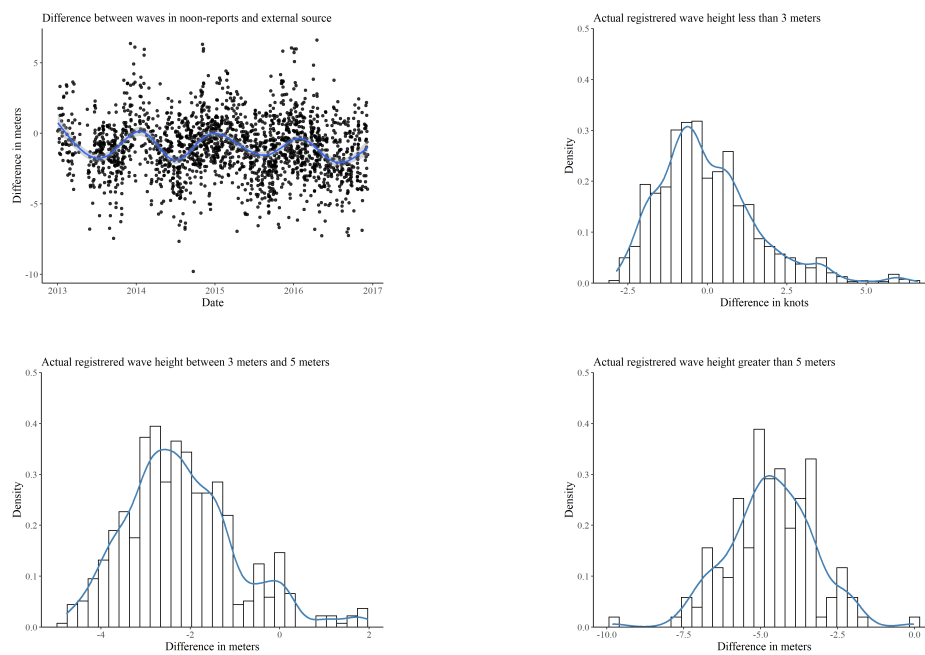 Difference between waves in noon-reports and external source
Difference in meters
5
0
-5
-10
2013 2014 2015 2016 2017
Date
Actual registrered wave height less than 3 meters
Density
0.5
0.4
0.3
0.2
0.1
0.0
-2.5 0.0 2.5 5.0
Difference in knots
Actual registrered wave height between 3 meters and 5 meters
Density
0.5
0.4
0.3
0.2
0.1
0.0
-4 -2 0 2
Difference in meters
Actual registrered wave height greater than 5 meters
Density
0.5
0.4
0.3
0.2
0.1
0.0
-10.0 -7.5 -5.0 -2.5 0.0
Difference in meters